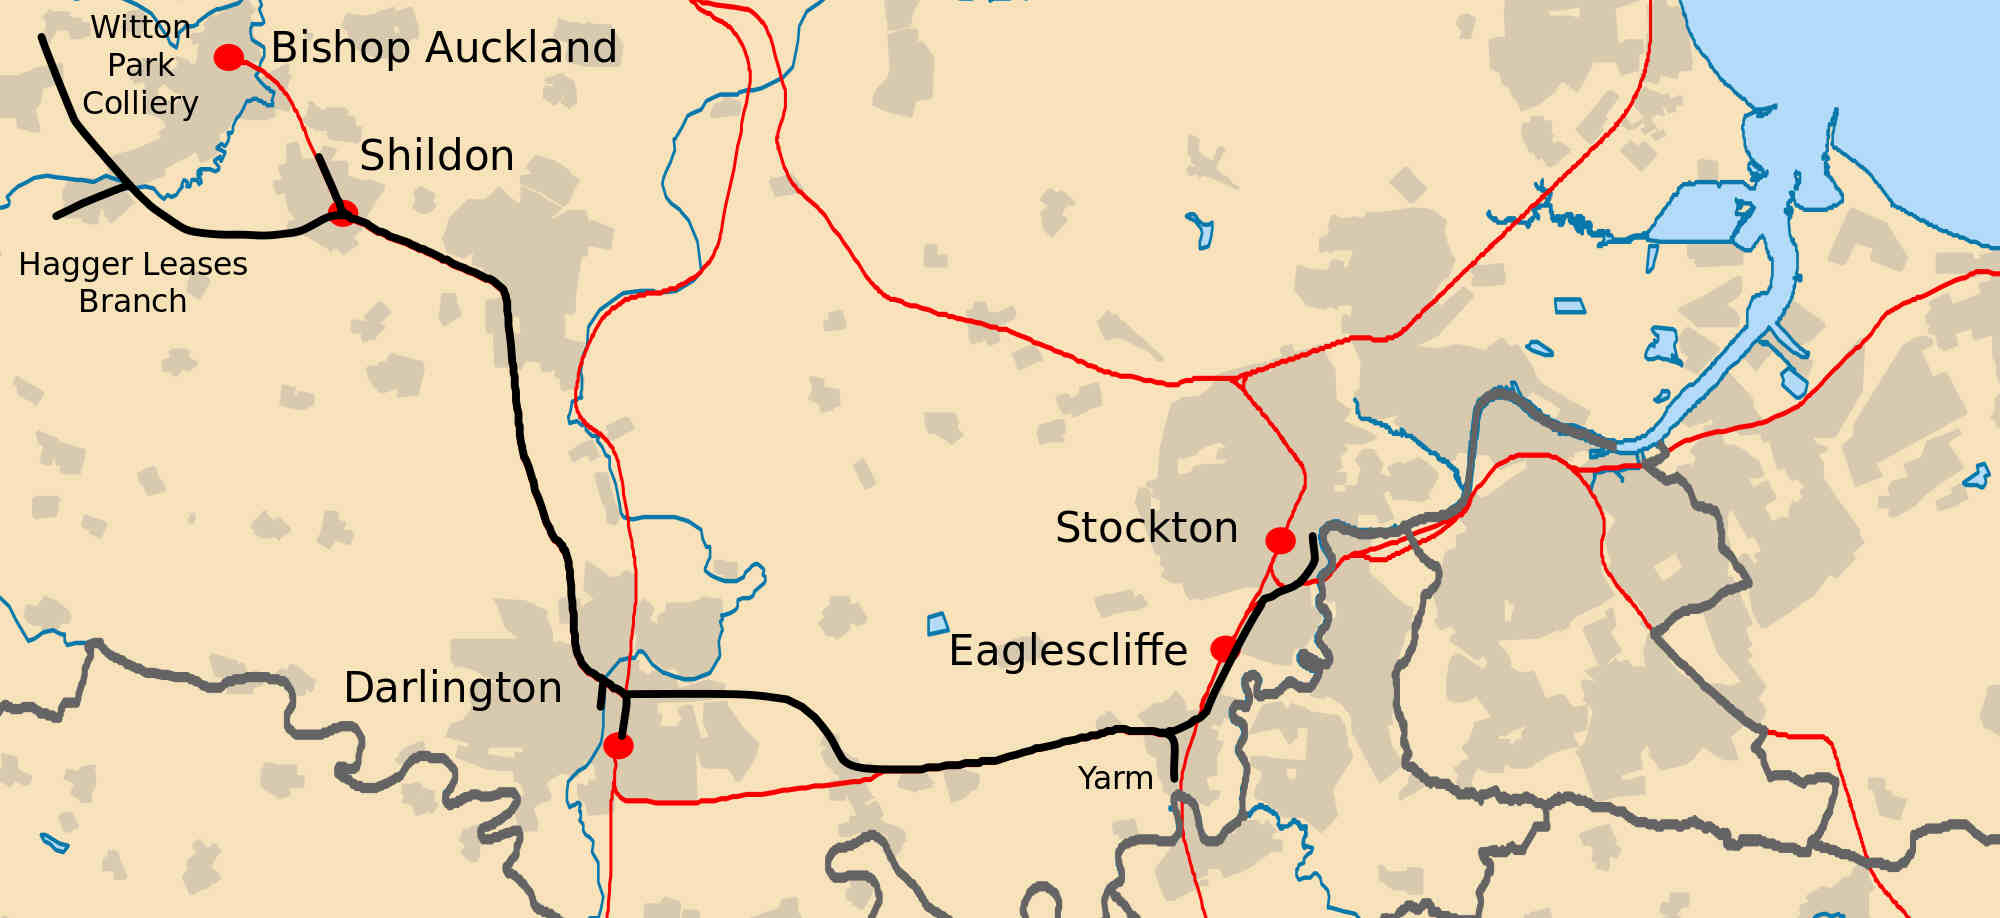 Witton
Park
Colliery
Bishop Auckland
Shildon
Hagger Leases
Branch
Stockton
Eaglescliffe
Darlington
Yarm